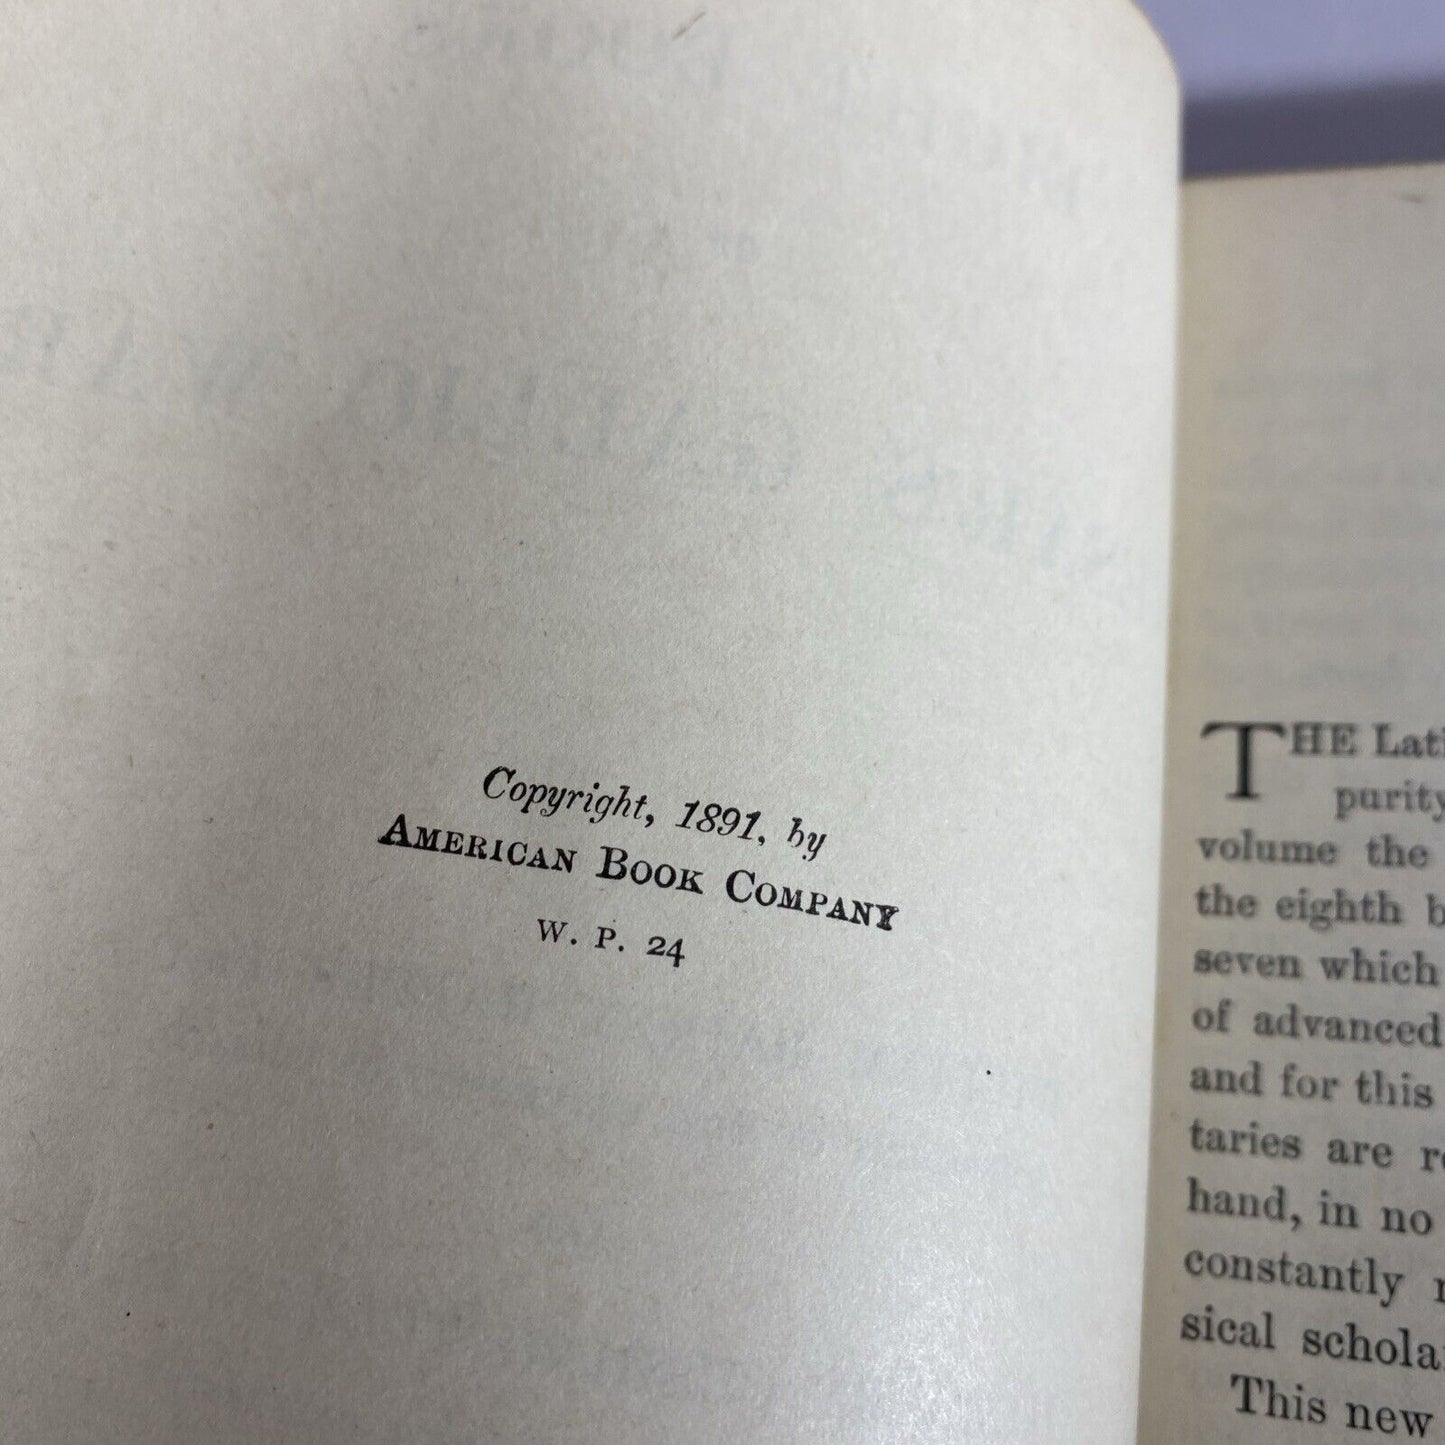 Copyright, 1891, by
AMERICAN BOOK COMPANY
W. P. 24
THE Lati
purity
volume the
the eighth b
seven which
of advanced
and for this
taries are re
hand, in no
constantly
sical schola
This new